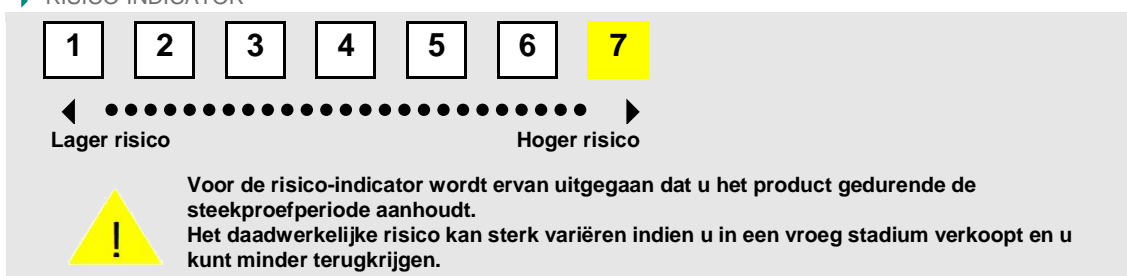 RISICO-INDICATOR
1 2 3 4 5 6 7
Lager risico Hoger risico
Voor de risico-indicator wordt ervan uitgegaan dat u het product gedurende de
steekproefperiode aanhoudt.
Het daadwerkelijke risico kan sterk variëren indien u in een vroeg stadium verkoopt en u
kunt minder terugkrijgen.
!